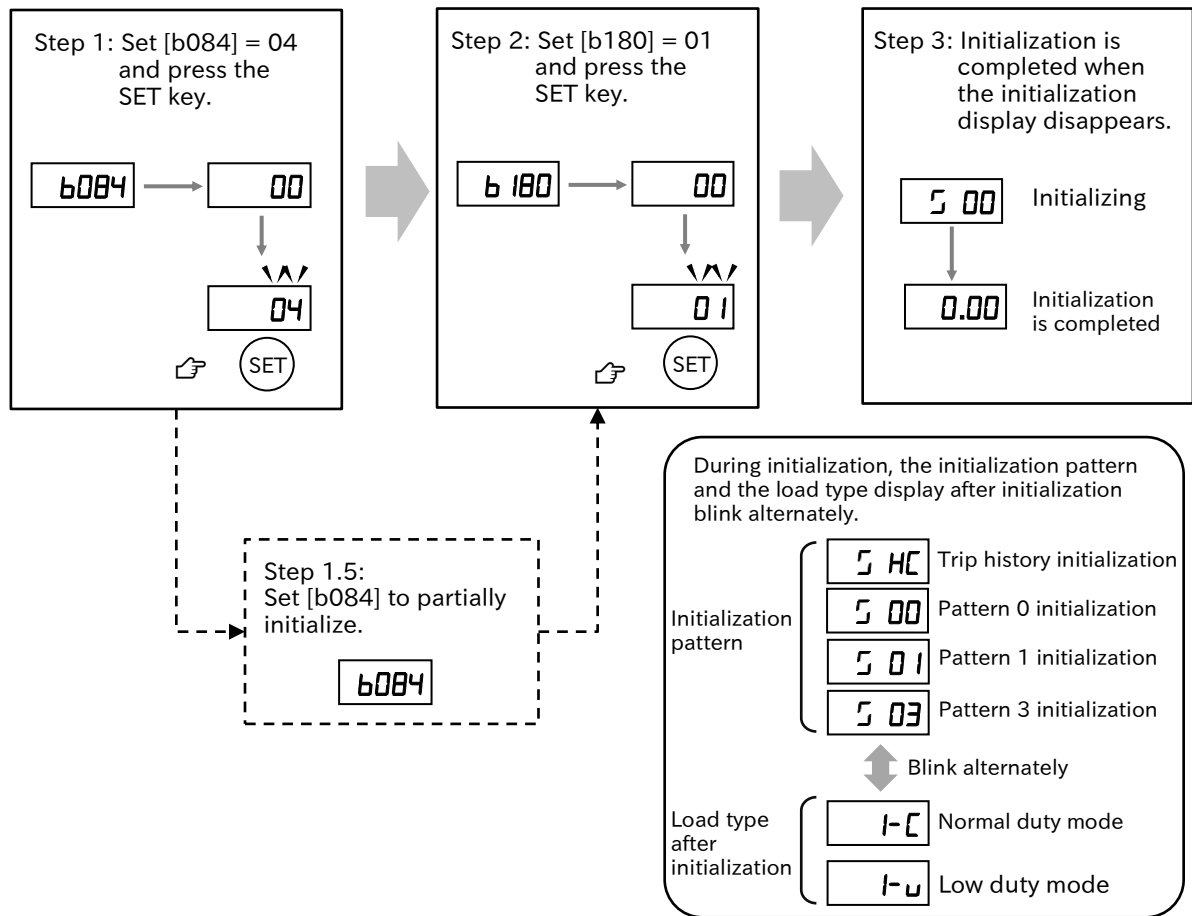 Step 1: Set [b084] = 04
and press the
SET key.
b084
00
04
SET
Step 2: Set [b180] = 01
and press the
SET key.
b180
00
01
SET
Step 3: Initialization is
completed when
the initialization
display disappears.
5 00
Initializing
0.00
Initialization
is completed
Step 1.5:
Set [b084] to partially
initialize.
b084
During initialization, the initialization pattern
and the load type display after initialization
blink alternately.
Initialization
pattern
5 HC Trip history initialization
5 00 Pattern 0 initialization
5 01 Pattern 1 initialization
5 03 Pattern 3 initialization
Blink alternately
Load type
after
initialization
I-C Normal duty mode
I-u Low duty mode